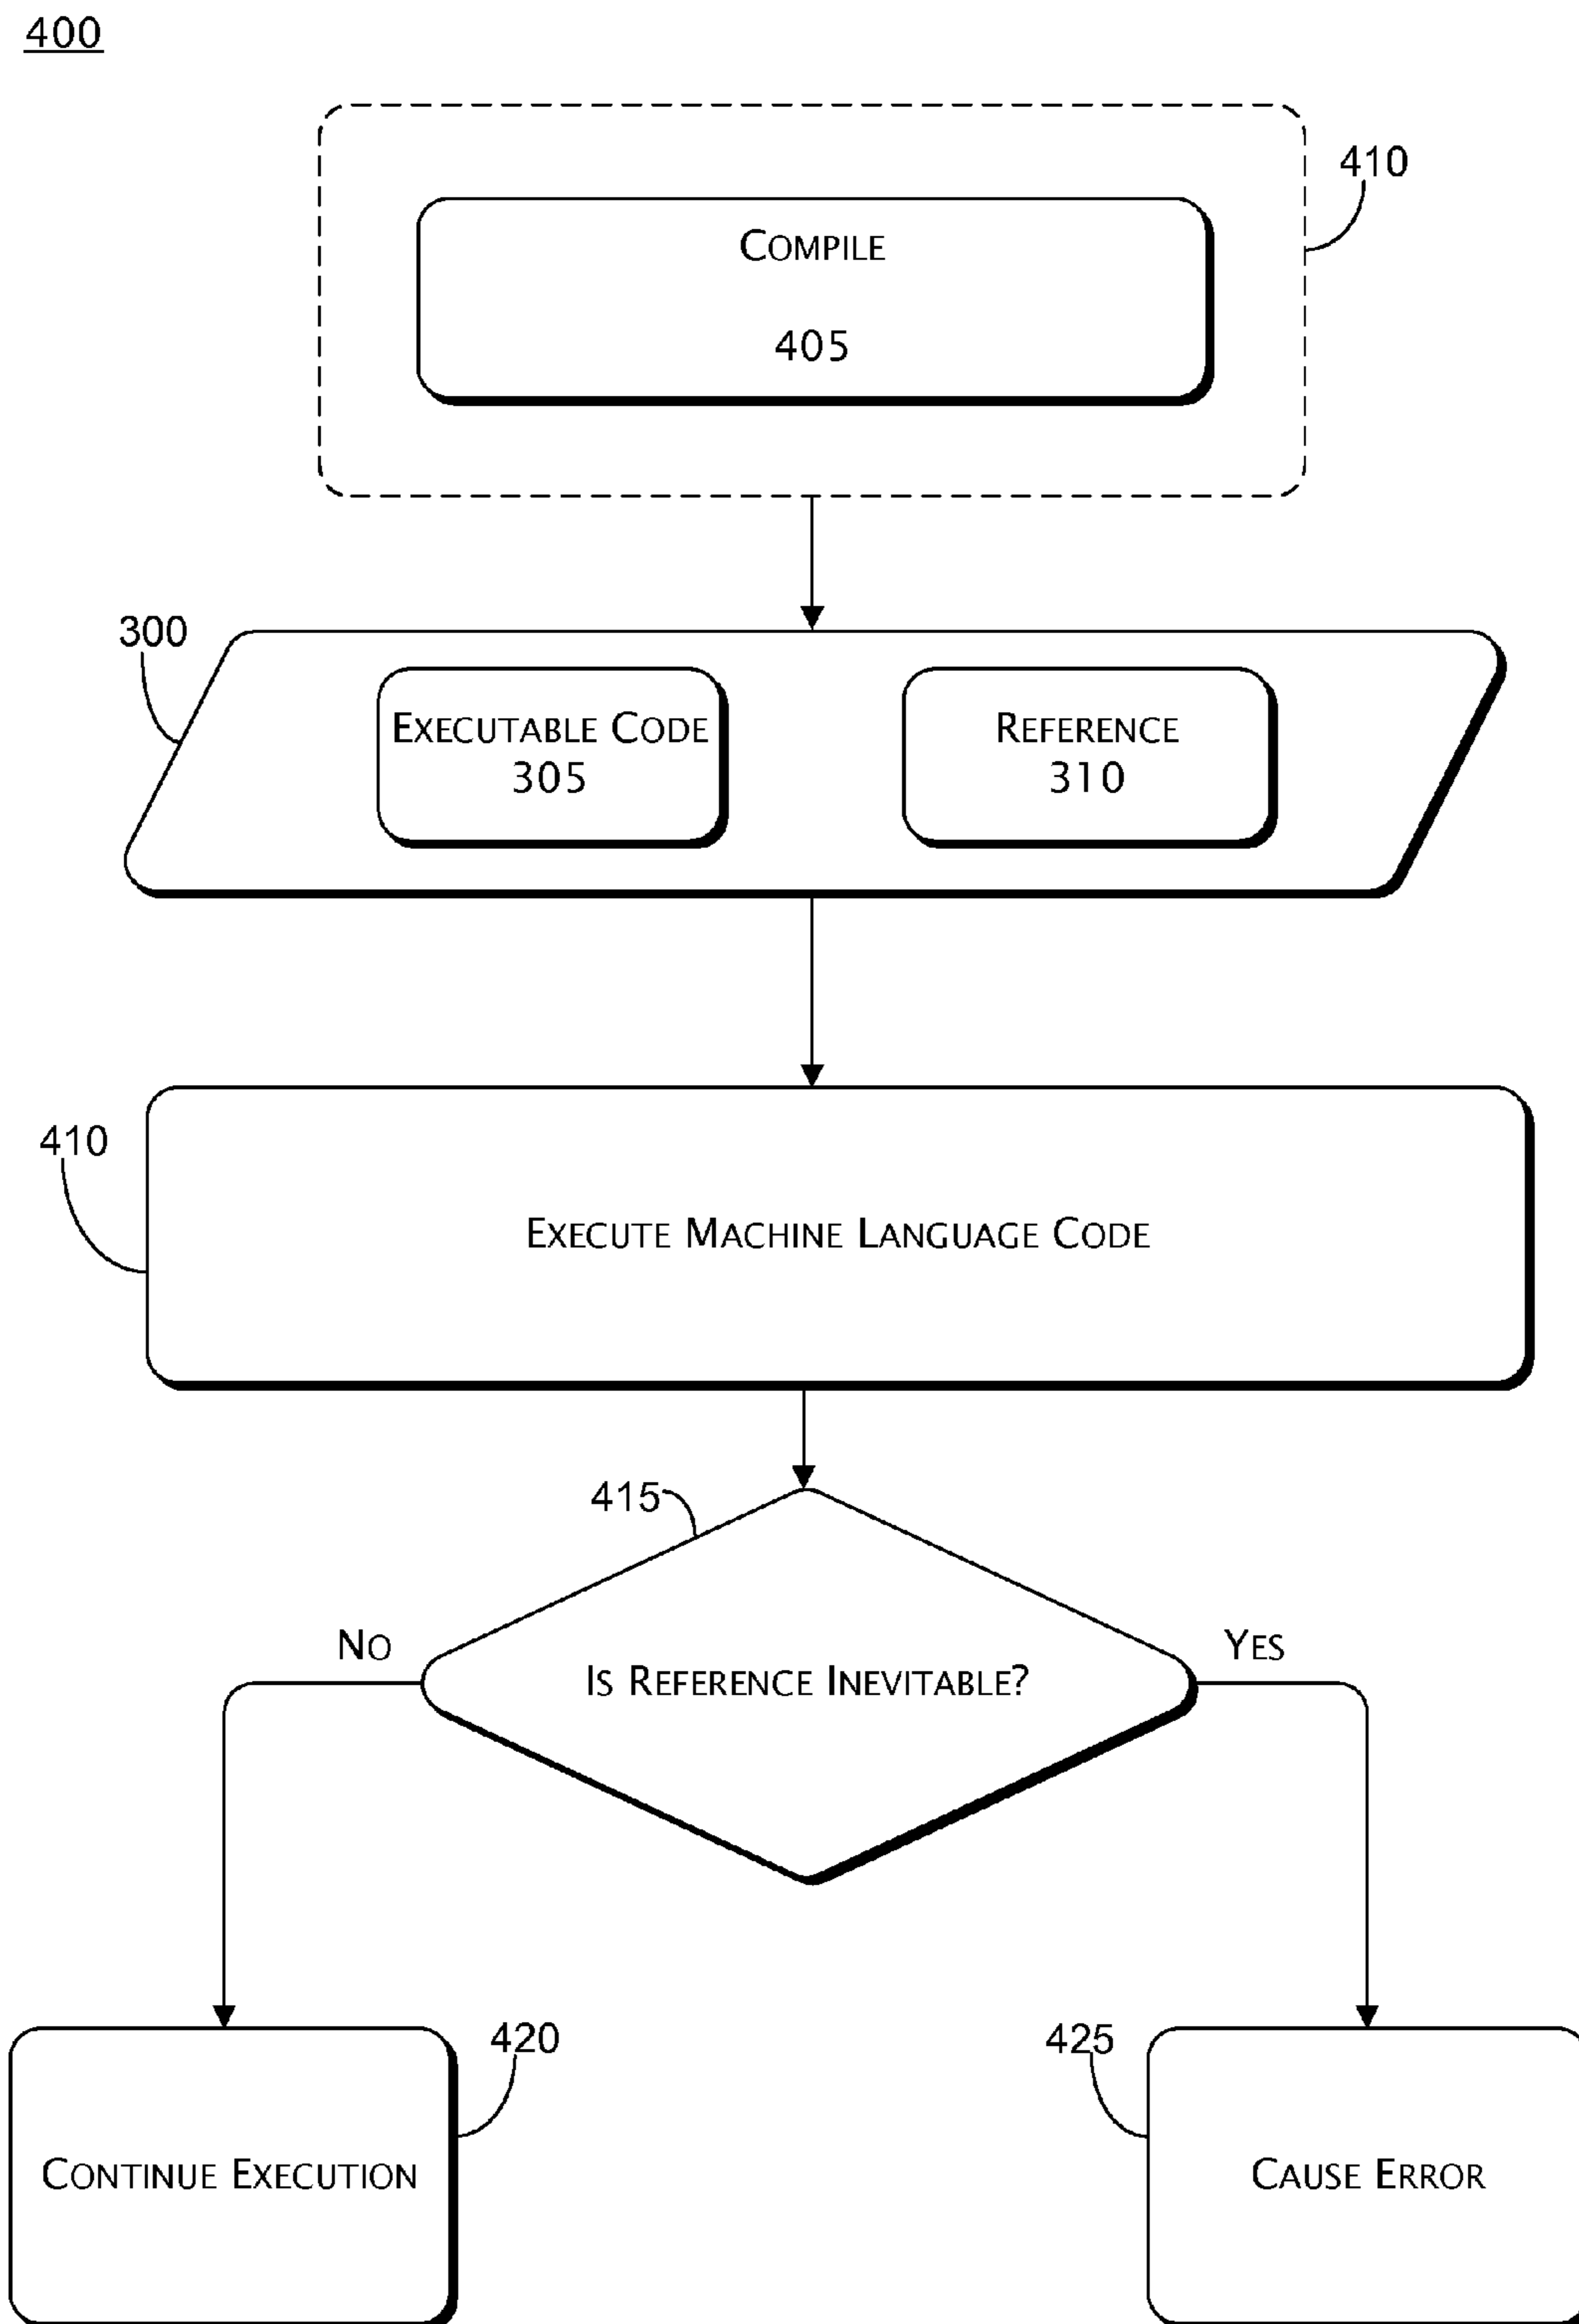 400
410
COMPILE
405
300
EXECUTABLE CODE
305
REFERENCE
310
410
EXECUTE MACHINE LANGUAGE CODE
415
NO
YES
IS REFERENCE INEVITABLE?
420
425
CONTINUE EXECUTION
CAUSE ERROR